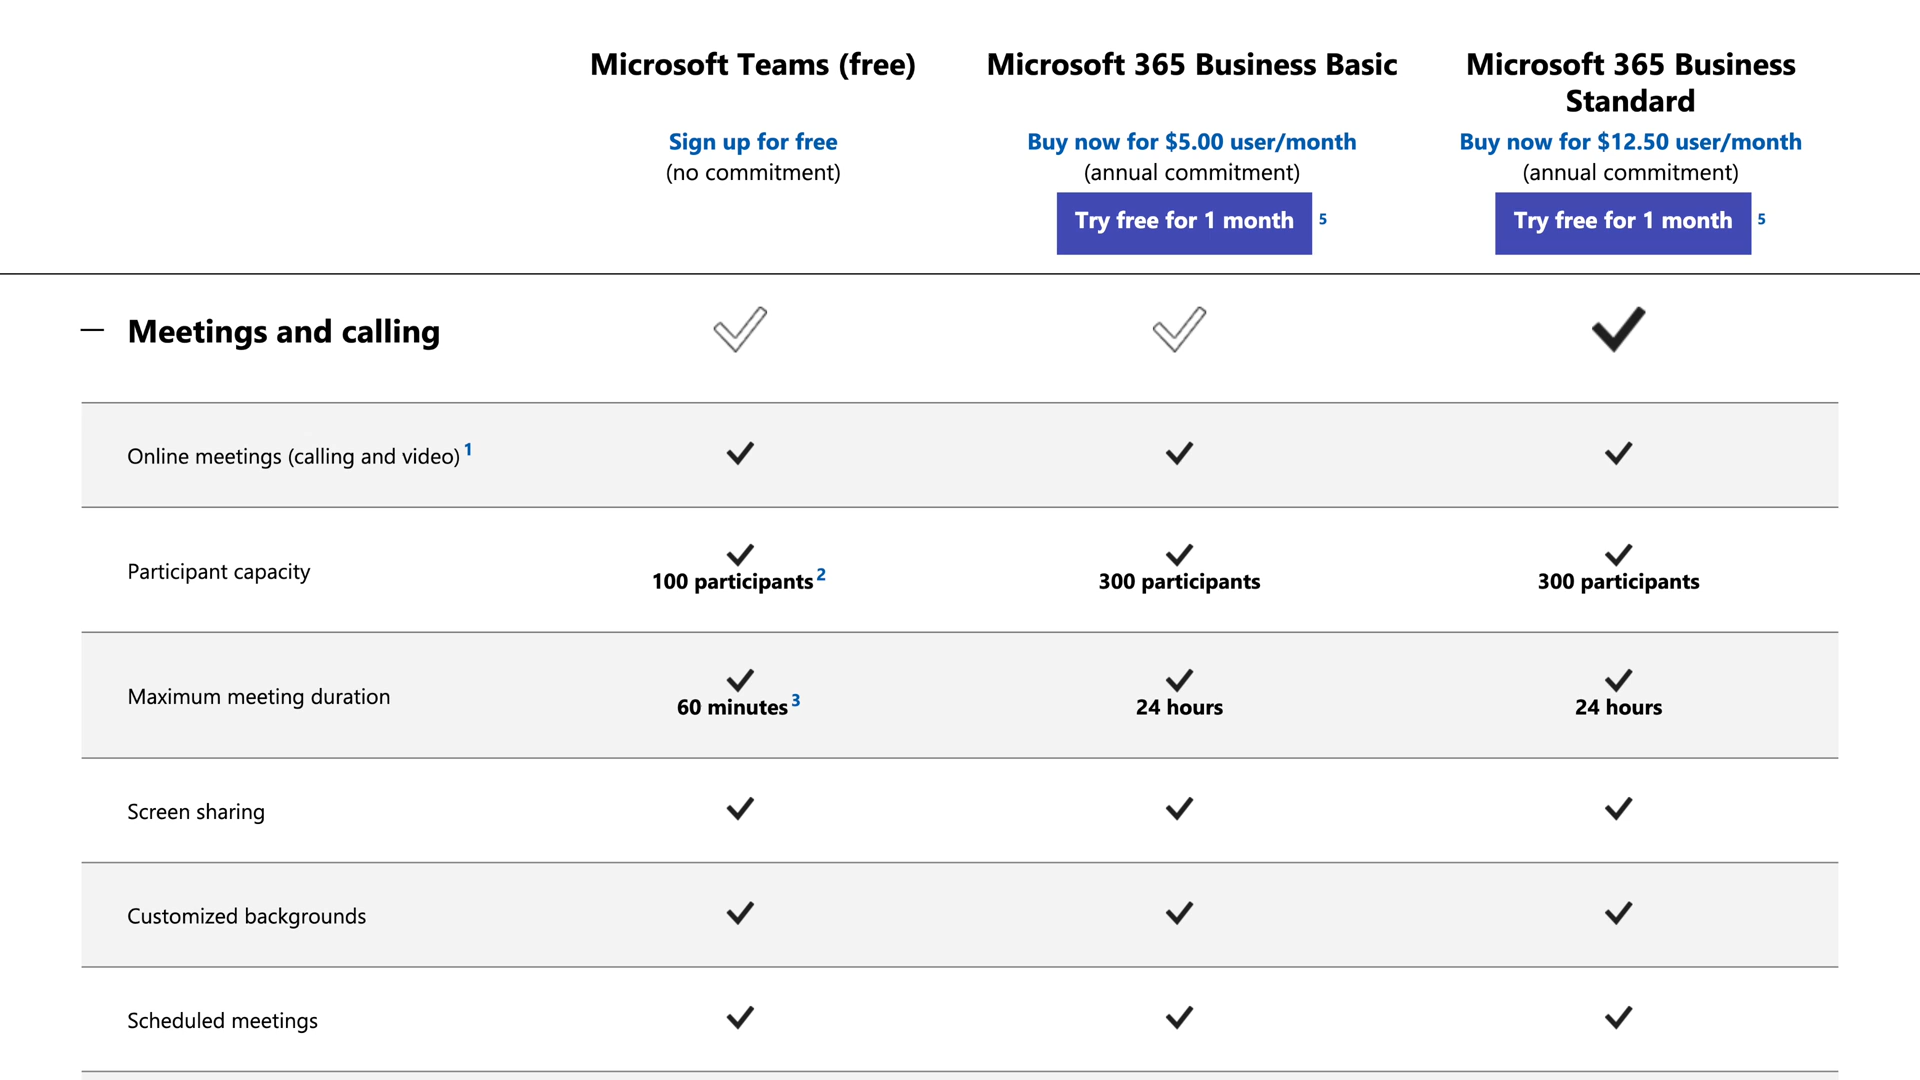 Microsoft Teams (free)
Microsoft 365 Business Basic
Microsoft 365 Business
Standard
Sign up for free
(no commitment)
Buy now for $5.00 user/month
(annual commitment)
Try free for 1 month 5
Buy now for $12.50 user/month
(annual commitment)
Try free for 1 month 5
Meetings and calling
Online meetings (calling and video) 1
Participant capacity
100 participants 2
300 participants
300 participants
Maximum meeting duration
60 minutes 3
24 hours
24 hours
Screen sharing
Customized backgrounds
Scheduled meetings